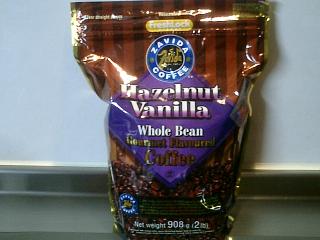 FreshLock
ZAVIDA
COFFEE
Hazelnut
Vanilla
Whole Bean
Gourmet Flavoured
Coffee
Net weight 908 g (2 lb)